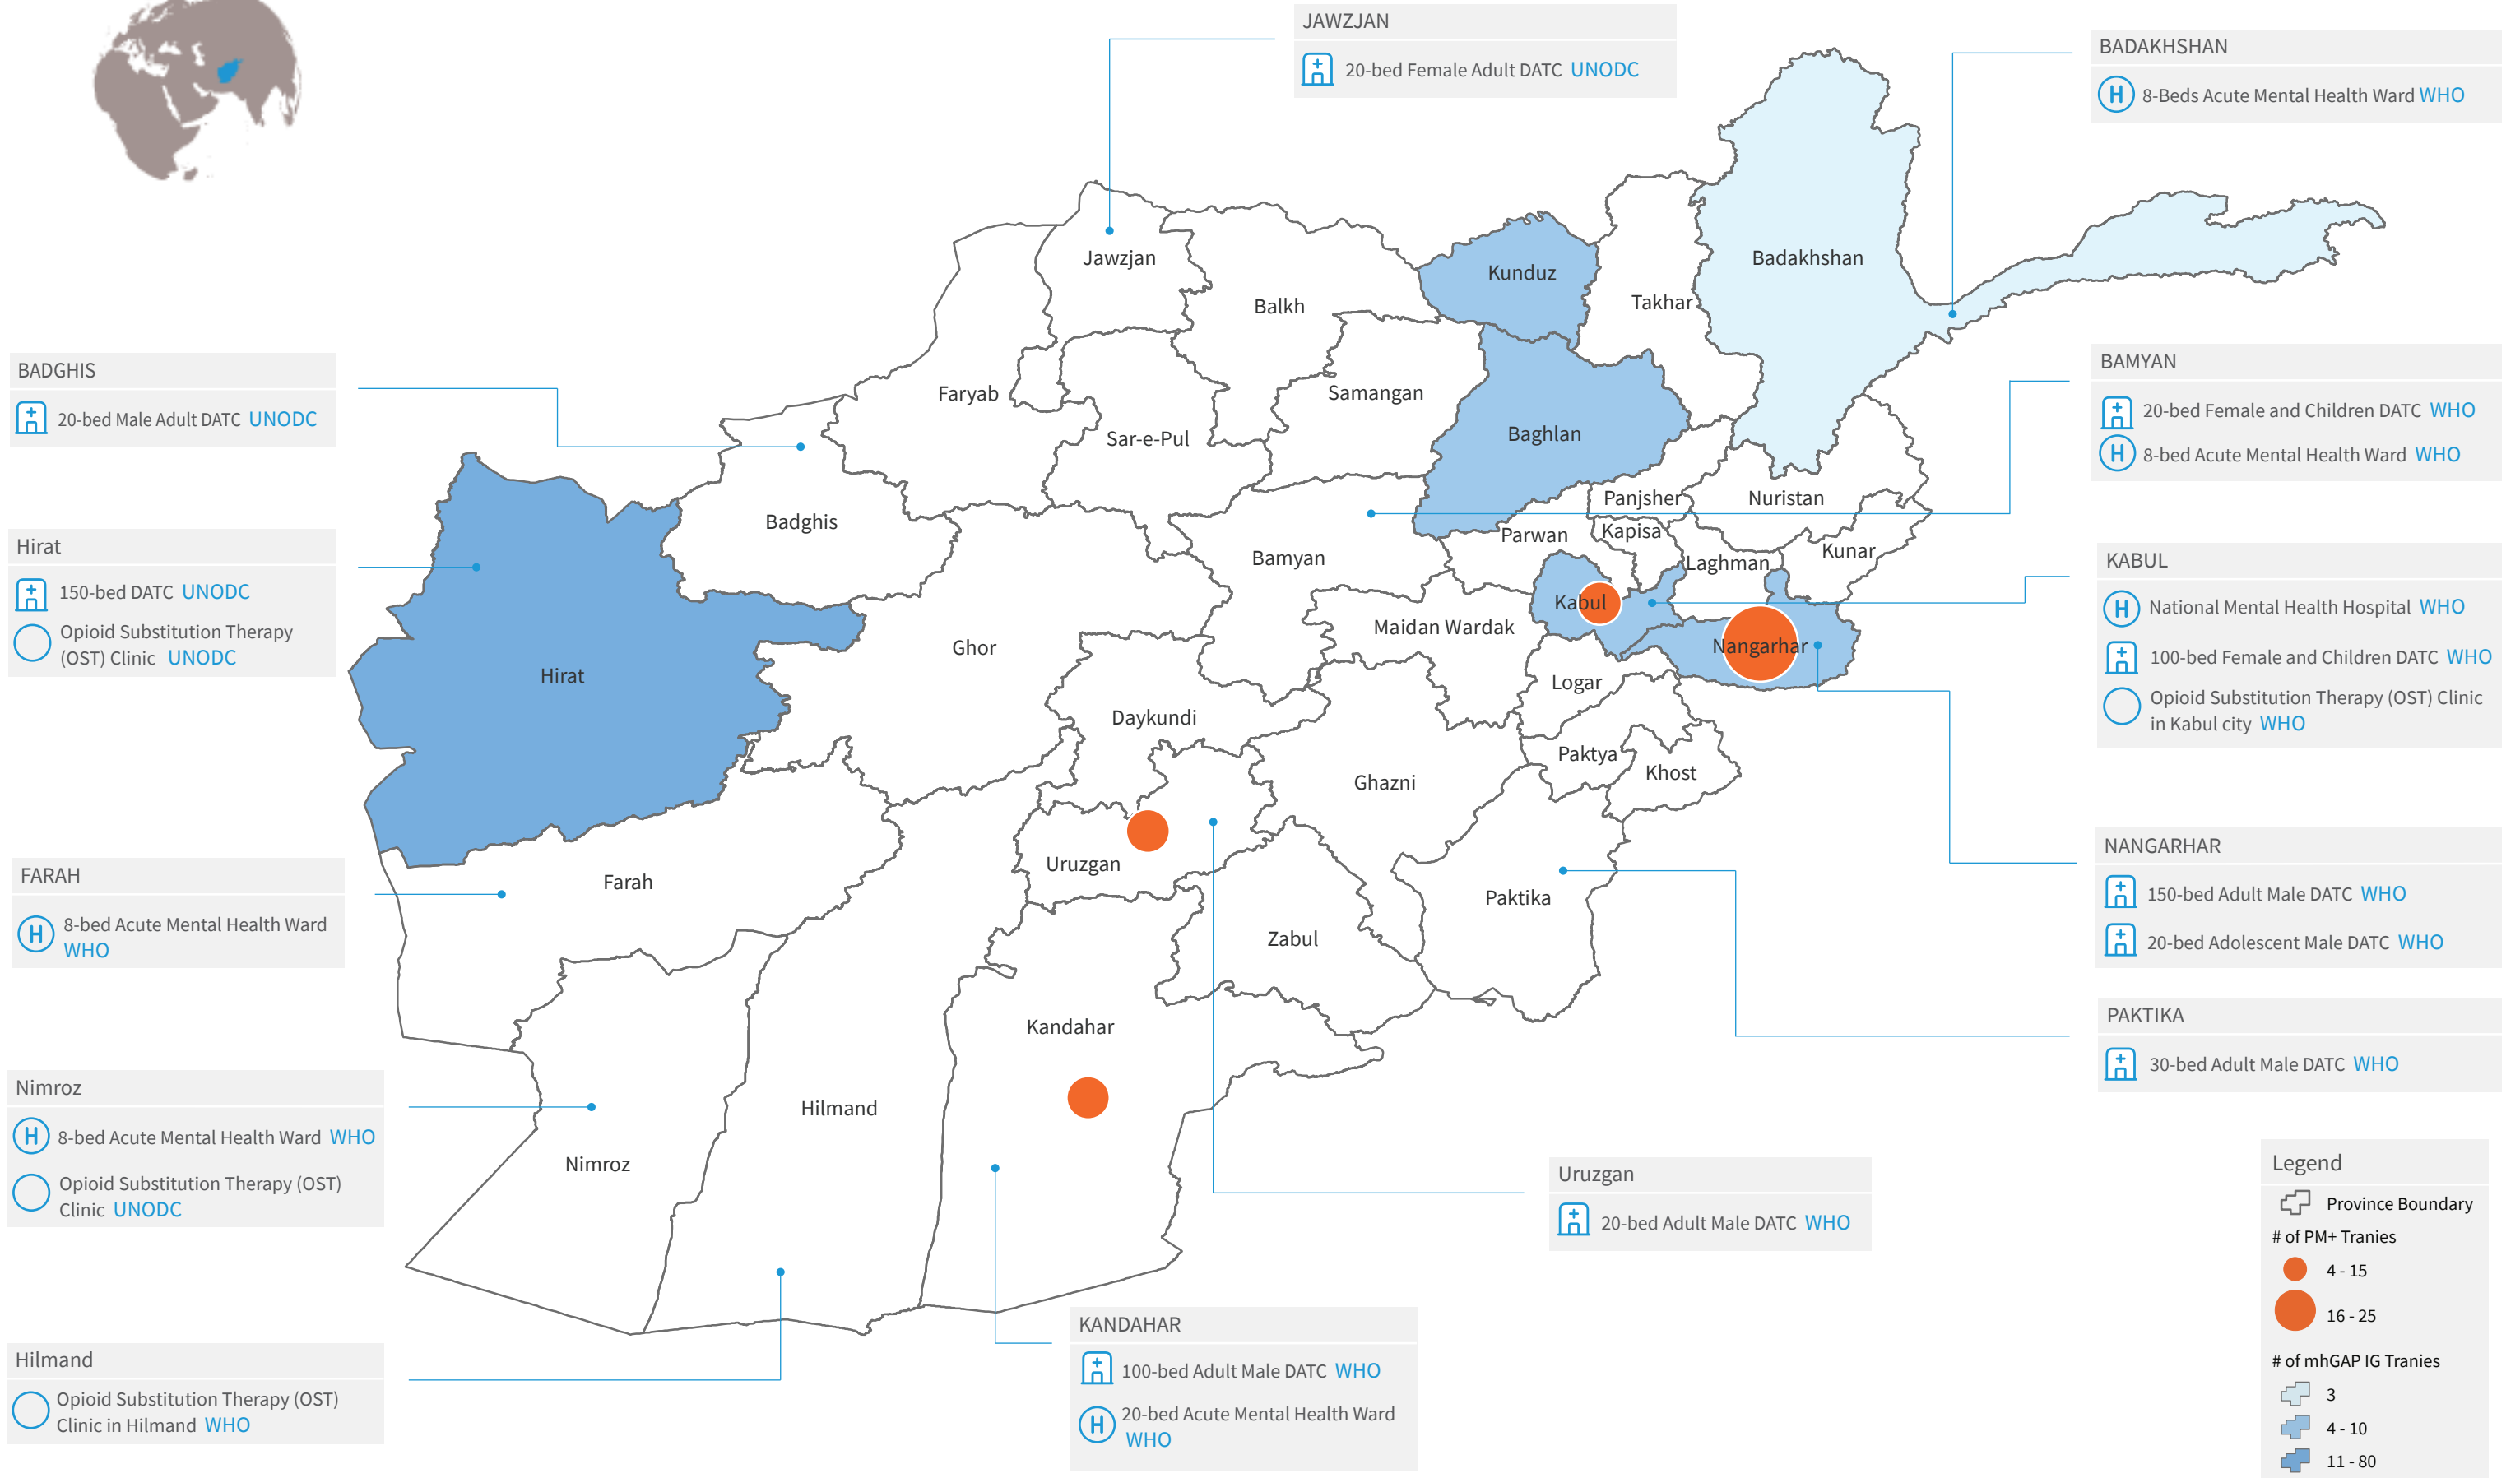 JAWZJAN
20-bed Female Adult DATC UNODC
BADAKHSHAN
8-Beds Acute Mental Health Ward WHO
BADGHIS
20-bed Male Adult DATC UNODC
BAMYAN
20-bed Female and Children DATC WHO
8-bed Acute Mental Health Ward WHO
Hirat
150-bed DATC UNODC
Opioid Substitution Therapy
(OST) Clinic UNODC
KABUL
National Mental Health Hospital WHO
100-bed Female and Children DATC WHO
Opioid Substitution Therapy (OST) Clinic
in Kabul city WHO
FARAH
8-bed Acute Mental Health Ward
WHO
NANGARHAR
150-bed Adult Male DATC WHO
20-bed Adolescent Male DATC WHO
PAKTIKA
30-bed Adult Male DATC WHO
Nimroz
8-bed Acute Mental Health Ward WHO
Opioid Substitution Therapy (OST)
Clinic UNODC
Uruzgan
20-bed Adult Male DATC WHO
Hilmand
Opioid Substitution Therapy (OST)
Clinic in Hilmand WHO
KANDAHAR
100-bed Adult Male DATC WHO
20-bed Acute Mental Health Ward
WHO
Jawzjan
Balkh
Kunduz
Takhar
Badakhshan
Faryab
Sar-e-Pul
Samangan
Baghlan
Badghis
Bamyan
Panjsher
Nuristan
Parwan
Kapisa
Laghman
Kunar
Hirat
Ghor
Maidan Wardak
Kabul
Nangarhar
Logar
Daykundi
Ghazni
Paktya
Khost
Uruzgan
Farah
Paktika
Zabul
Kandahar
Hilmand
Nimroz
Legend
Province Boundary
# of PM+ Tranies
4 - 15
16 - 25
# of mhGAP IG Tranies
3
4 - 10
11 - 80